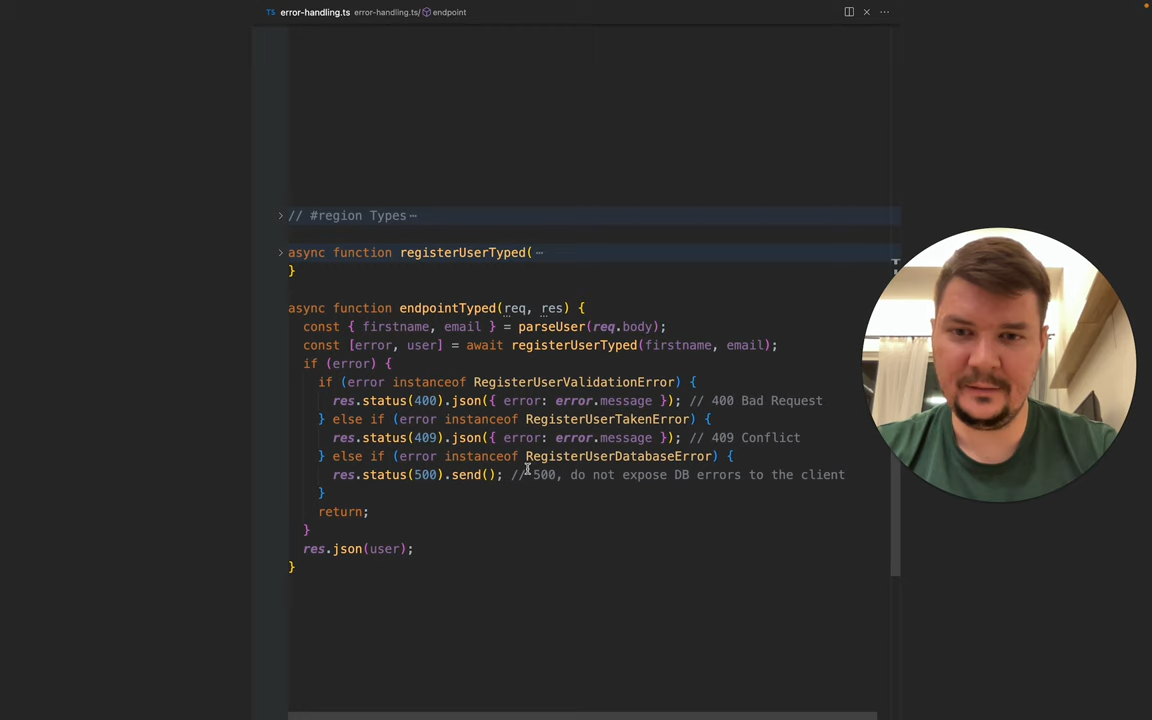 TS error-handling.ts error-handling.ts/ endpoint ...
// #region Types ...
async function registerUserTyped( ...
}
async function endpointTyped(req, res) {
const { firstname, email } = parseUser(req.body);
const [error, user] = await registerUserTyped(firstname, email);
if (error) {
if (error instanceof RegisterUserValidationError) {
res.status(400).json({ error: error.message }); // 400 Bad Request
} else if (error instanceof RegisterUserTakenError) {
res.status(409).json({ error: error.message }); // 409 Conflict
} else if (error instanceof RegisterUserDatabaseError) {
res.status(500).send(); // 500, do not expose DB errors to the client
}
return;
}
res.json(user);
}